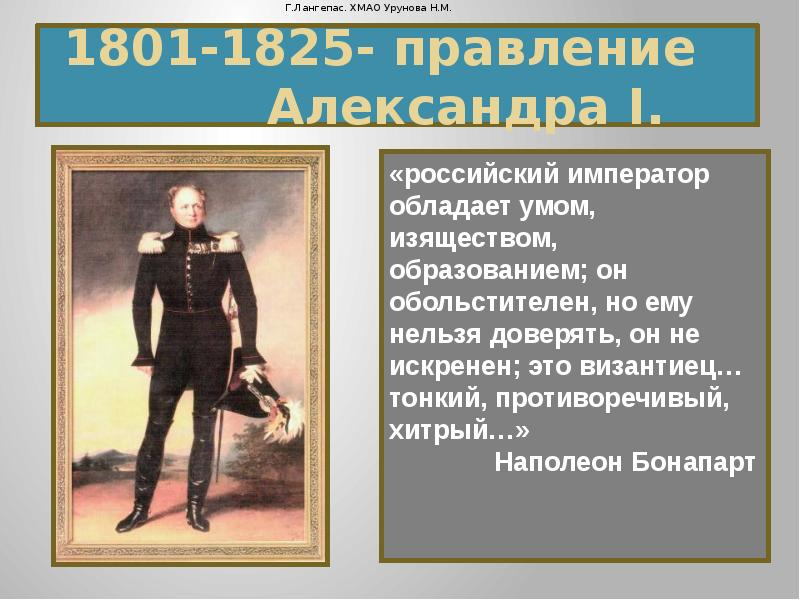 Г.Лангепас. ХМАО Урунова Н.М.
1801-1825- правление
Александра I.
«российский император
обладает умом,
изяществом,
образованием; он
обольстителен, но ему
нельзя доверять, он не
искренен; это византиец…
тонкий, противоречивый,
хитрый…»
Наполеон Бонапарт